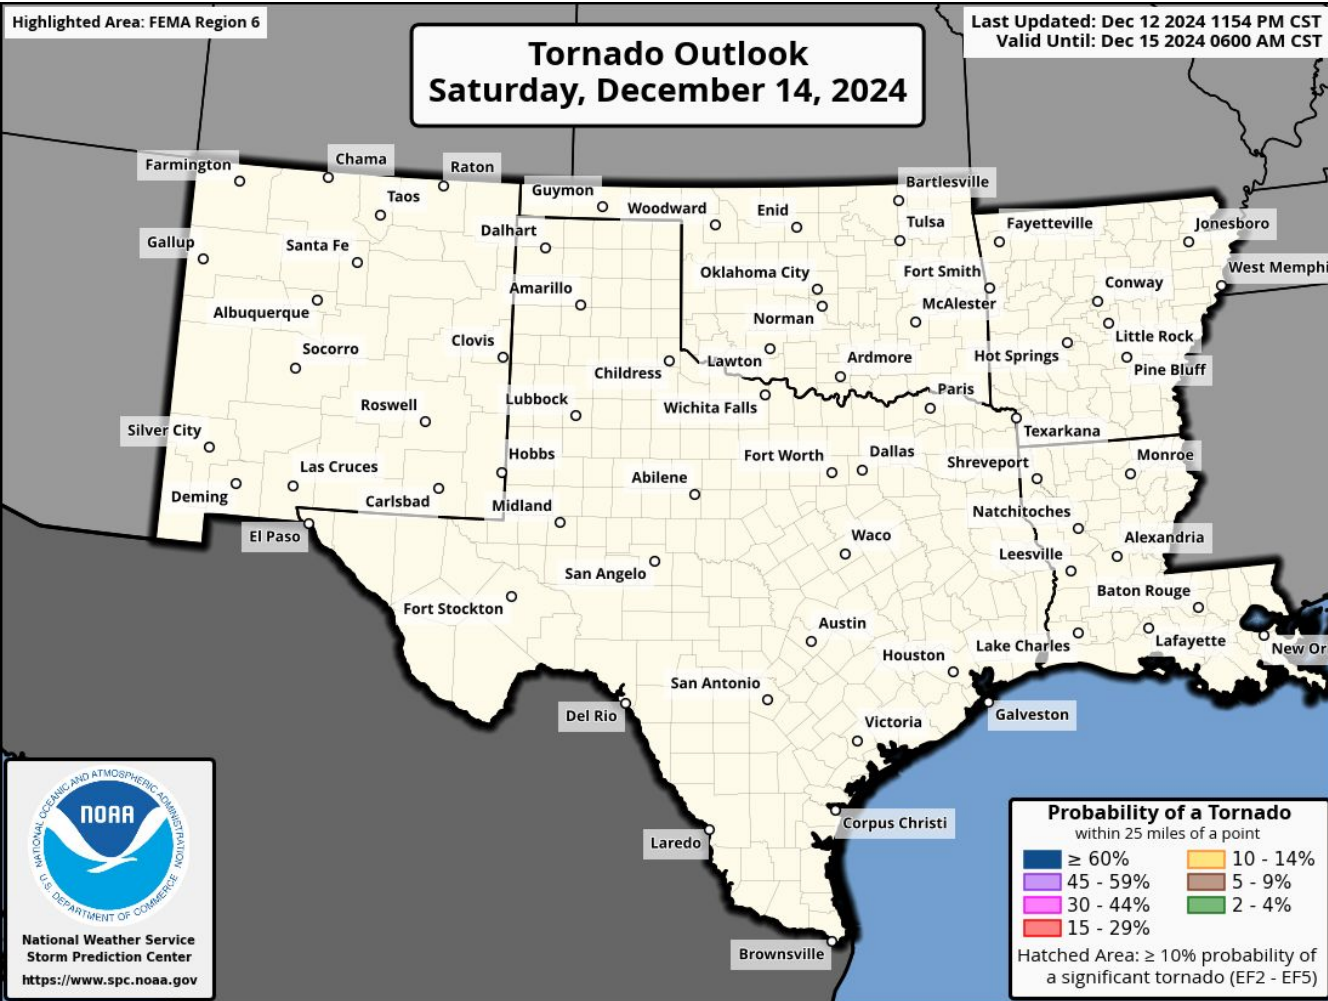 Highlighted Area: FEMA Region 6
Last Updated: Dec 12 2024 1154 PM CST
Valid Until: Dec 15 2024 0600 AM CST
Tornado Outlook
Saturday, December 14, 2024
Farmington
Chama
Raton
Taos
Guymon
Woodward
Enid
Bartlesville
Tulsa
Fayetteville
Jonesboro
Gallup
Santa Fe
Dalhart
Oklahoma City
Fort Smith
West Memphi
Amarillo
Albuquerque
Norman
McAlester
Conway
Socorro
Clovis
Childress
Lawton
Ardmore
Hot Springs
Little Rock
Pine Bluff
Roswell
Lubbock
Wichita Falls
Paris
Texarkana
Silver City
Las Cruces
Hobbs
Abilene
Fort Worth
Dallas
Shreveport
Monroe
Deming
Carlsbad
Midland
Natchitoches
El Paso
San Angelo
Waco
Leesville
Alexandria
Fort Stockton
Austin
Baton Rouge
Houston
Lake Charles
Lafayette
New Or
San Antonio
Del Rio
Victoria
Galveston
Laredo
Corpus Christi
Brownsville
NATIONAL OCEANIC AND ATMOSPHERIC ADMINISTRATION
NOAA
U.S. DEPARTMENT OF COMMERCE
National Weather Service
Storm Prediction Center
https://www.spc.noaa.gov
Probability of a Tornado
within 25 miles of a point
≥ 60%
45 - 59%
30 - 44%
15 - 29%
10 - 14%
5 - 9%
2 - 4%
Hatched Area: ≥ 10% probability of
a significant tornado (EF2 - EF5)